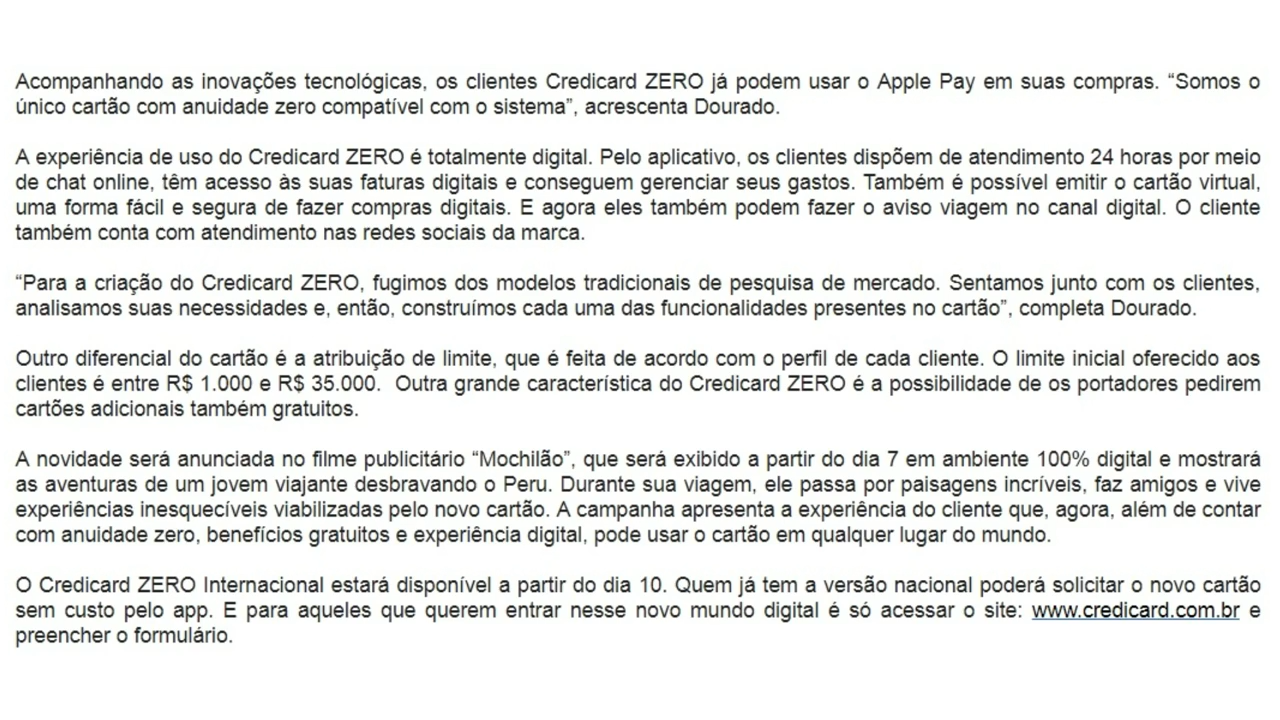 Acompanhando as inovações tecnológicas, os clientes Credicard ZERO já podem usar o Apple Pay em suas compras. “Somos o
único cartão com anuidade zero compatível com o sistema”, acrescenta Dourado.
A experiência de uso do Credicard ZERO é totalmente digital. Pelo aplicativo, os clientes dispõem de atendimento 24 horas por meio
de chat online, têm acesso às suas faturas digitais e conseguem gerenciar seus gastos. Também é possível emitir o cartão virtual,
uma forma fácil e segura de fazer compras digitais. E agora eles também podem fazer o aviso viagem no canal digital. O cliente
também conta com atendimento nas redes sociais da marca.
“Para a criação do Credicard ZERO, fugimos dos modelos tradicionais de pesquisa de mercado. Sentamos junto com os clientes,
analisamos suas necessidades e, então, construímos cada uma das funcionalidades presentes no cartão”, completa Dourado.
Outro diferencial do cartão é a atribuição de limite, que é feita de acordo com o perfil de cada cliente. O limite inicial oferecido aos
clientes é entre R$ 1.000 e R$ 35.000.  Outra grande característica do Credicard ZERO é a possibilidade de os portadores pedirem
cartões adicionais também gratuitos.
A novidade será anunciada no filme publicitário “Mochilão”, que será exibido a partir do dia 7 em ambiente 100% digital e mostrará
as aventuras de um jovem viajante desbravando o Peru. Durante sua viagem, ele passa por paisagens incríveis, faz amigos e vive
experiências inesquecíveis viabilizadas pelo novo cartão. A campanha apresenta a experiência do cliente que, agora, além de contar
com anuidade zero, benefícios gratuitos e experiência digital, pode usar o cartão em qualquer lugar do mundo.
O Credicard ZERO Internacional estará disponível a partir do dia 10. Quem já tem a versão nacional poderá solicitar o novo cartão
sem custo pelo app. E para aqueles que querem entrar nesse novo mundo digital é só acessar o site: www.credicard.com.br e
preencher o formulário.